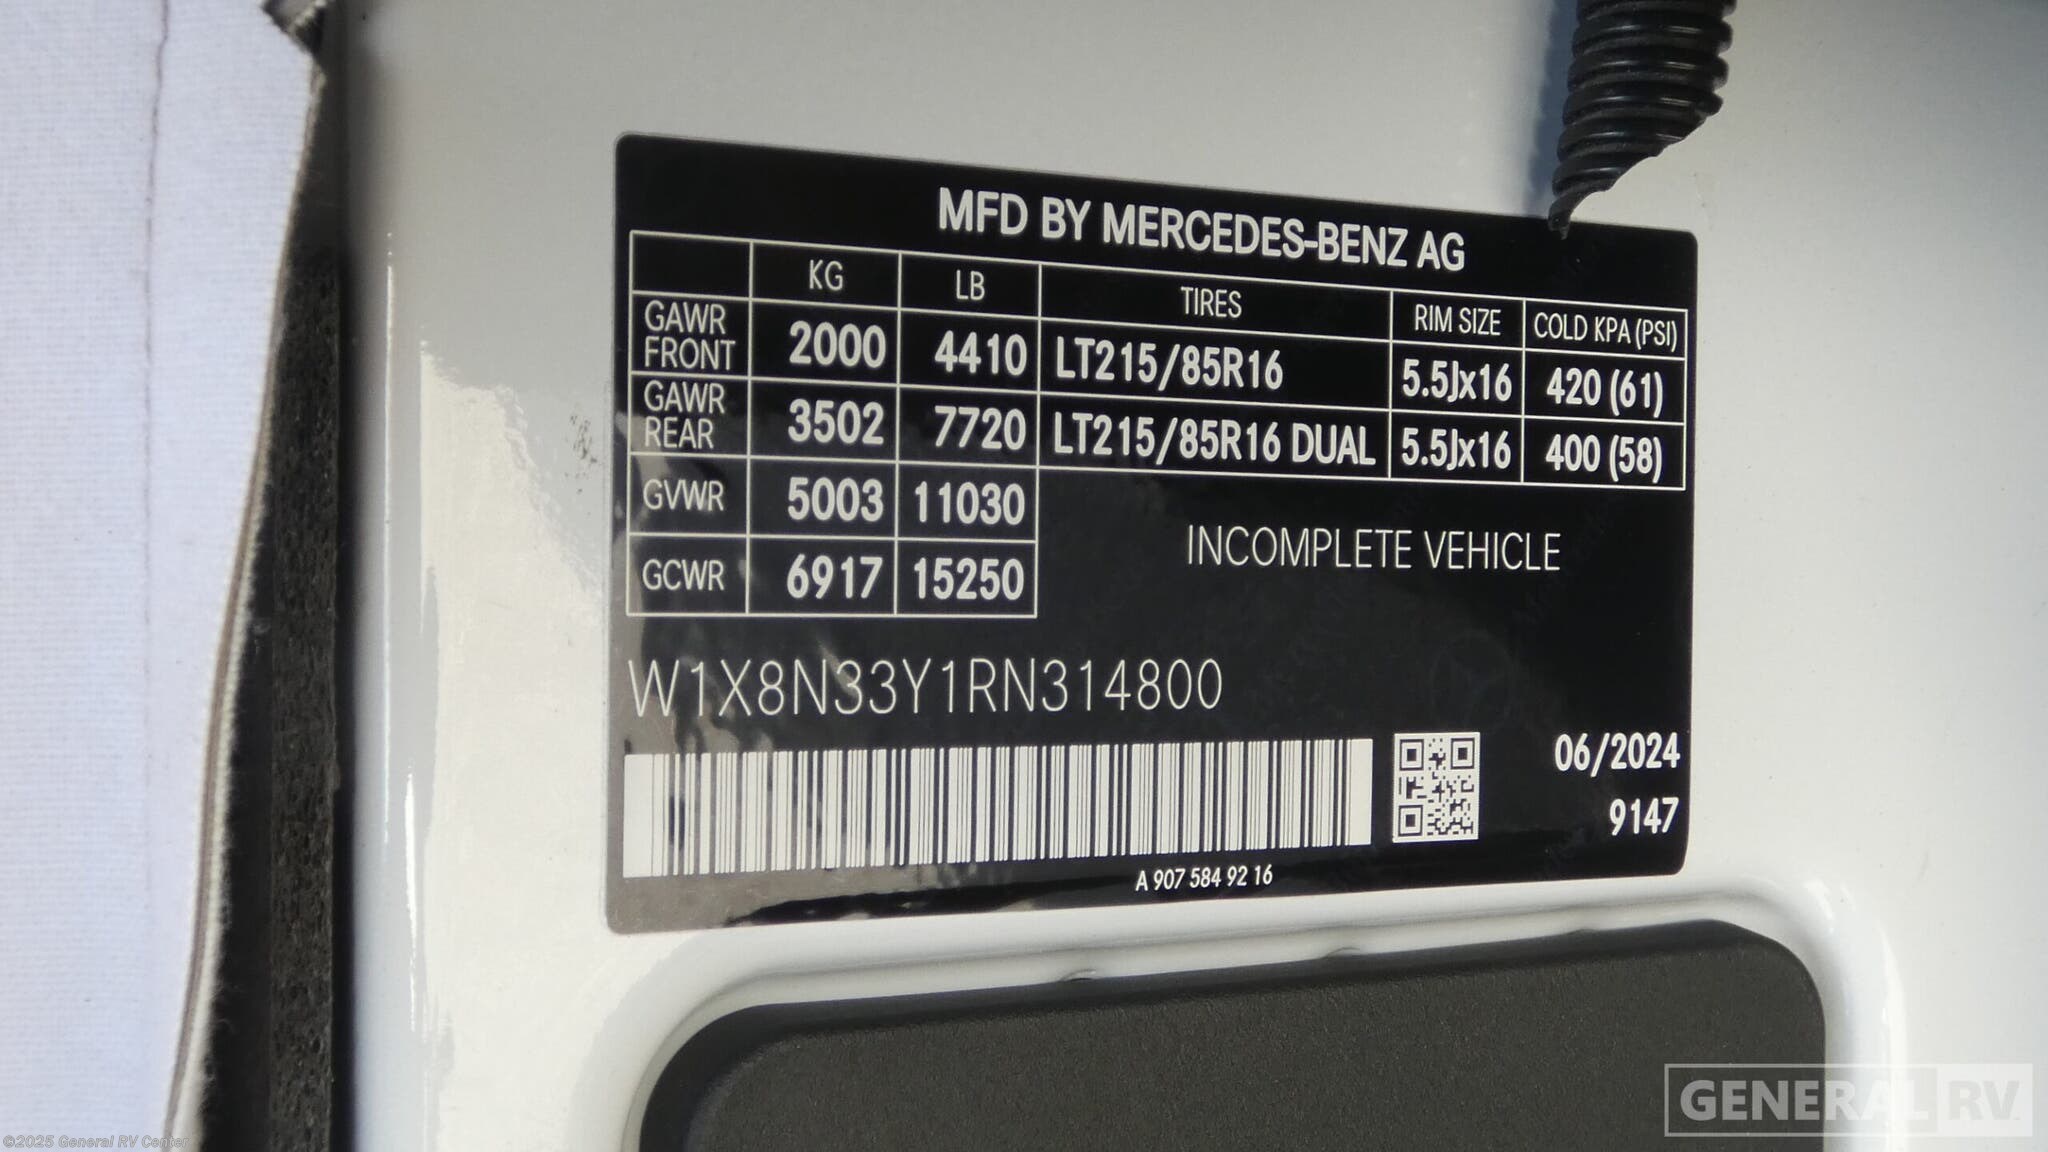 MFD BY MERCEDES-BENZ AG
KG LB TIRES RIM SIZE COLD KPA (PSI)
GAWR FRONT 2000 4410 LT215/85R16 5.5Jx16 420 (61)
GAWR REAR 3502 7720 LT215/85R16 DUAL 5.5Jx16 400 (58)
GVWR 5003 11030
GCWR 6917 15250
INCOMPLETE VEHICLE
W1X8N33Y1RN314800
06/2024
9147
A 907 584 92 16
GENERAL RV
©2025 General RV Center